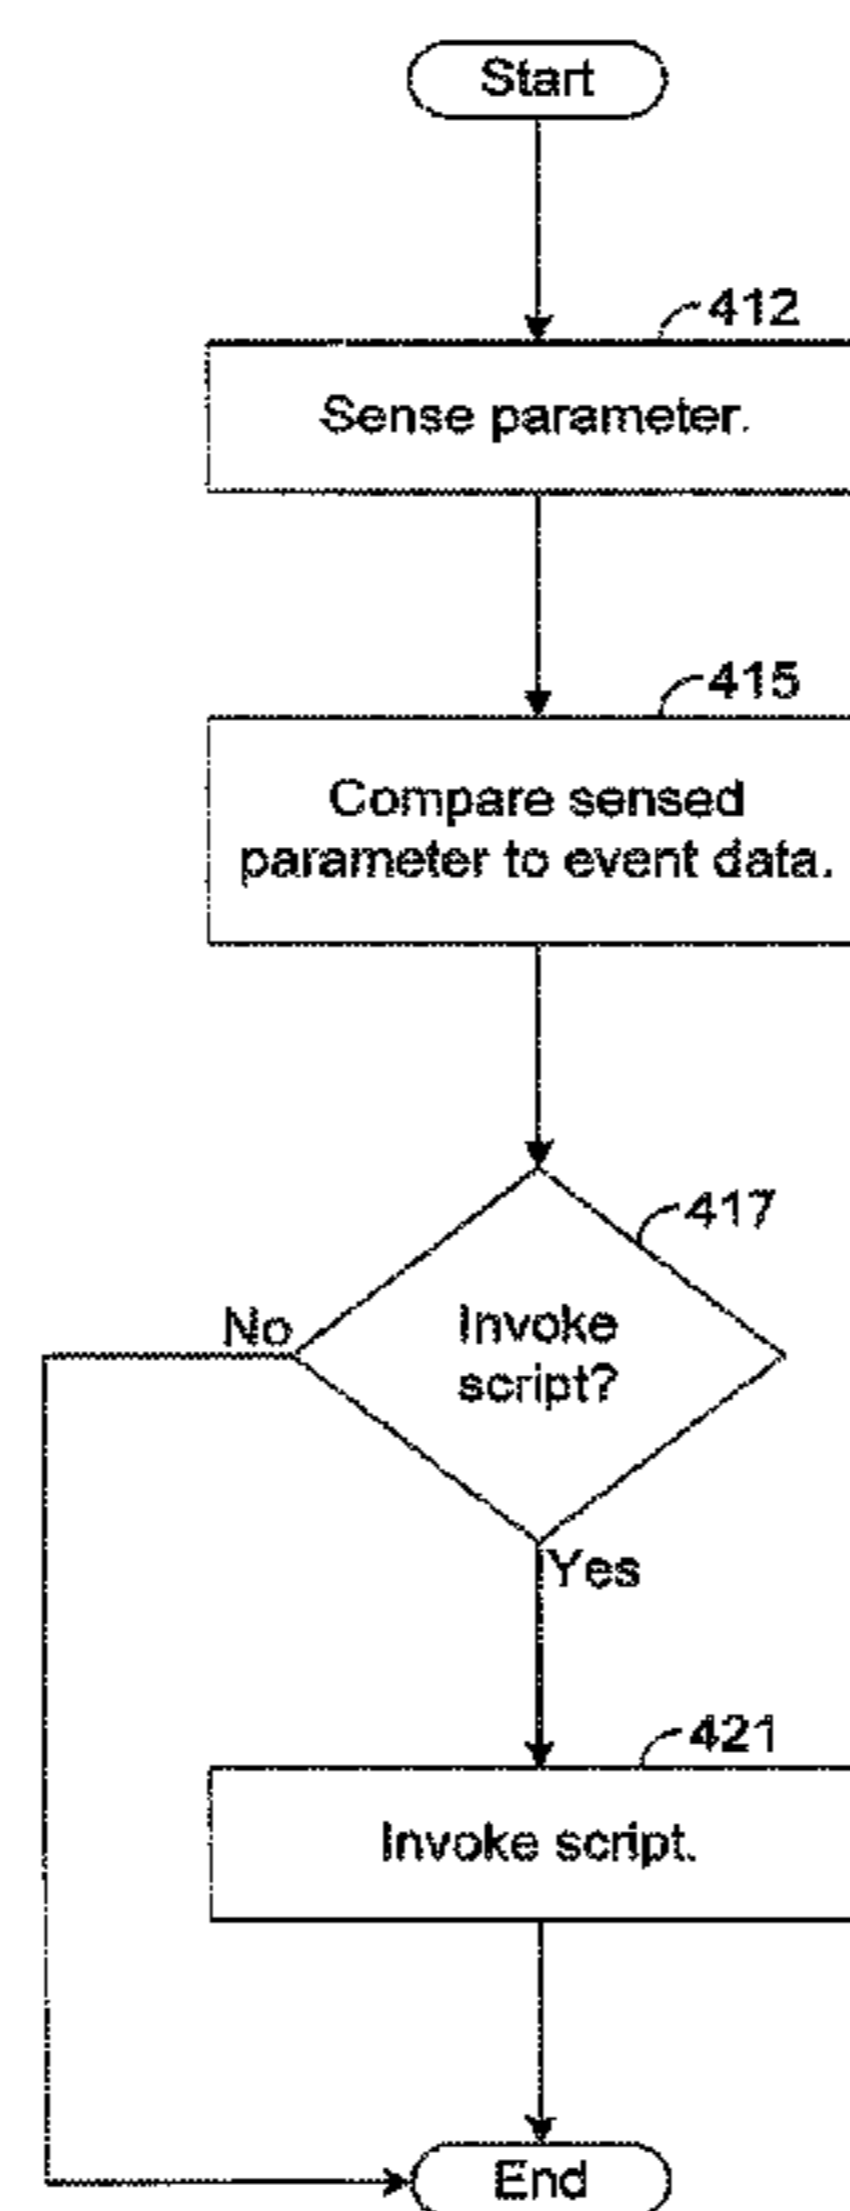 Start
412
Sense parameter.
415
Compare sensed
parameter to event data.
417
Invoke
script?
No
Yes
421
Invoke script.
End